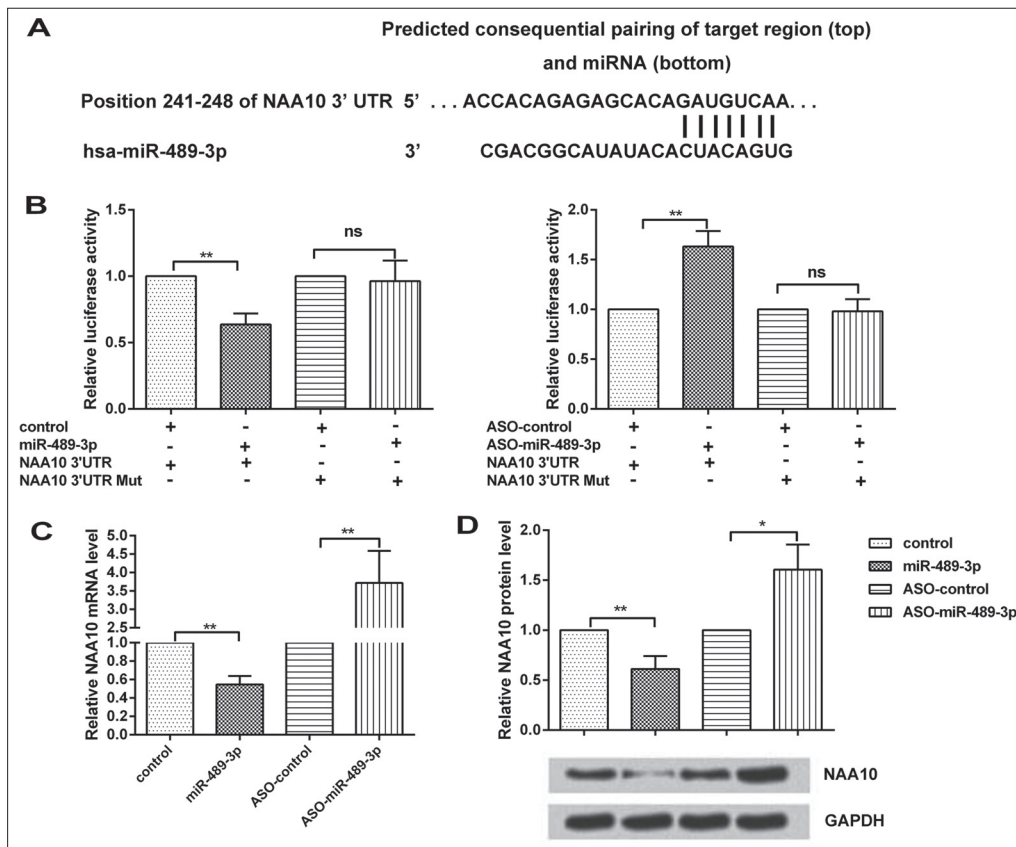 A
Predicted consequential pairing of target region (top)
and miRNA (bottom)
Position 241-248 of NAA10 3' UTR 5' . . . ACCACAGAGAGCACAGAUGUCAA. . .
hsa-miR-489-3p 3' CGACGGCAUAUACACUACAGUG
B
Relative luciferase activity
1.5
1.0
0.5
0.0
**
ns
control + - + -
miR-489-3p - + - +
NAA10 3'UTR + + - -
NAA10 3'UTR Mut - - + +
Relative luciferase activity
2.0
1.5
1.0
0.5
0.0
**
ns
ASO-control + - + -
ASO-miR-489-3p - + - +
NAA10 3'UTR + + - -
NAA10 3'UTR Mut - - + +
C
Relative NAA10 mRNA level
5.0
4.5
4.0
3.5
3.0
2.5
1.0
0.8
0.6
0.4
0.2
0.0
**
**
control
miR-489-3p
ASO-control
ASO-miR-489-3p
D
Relative NAA10 protein level
2.0
1.5
1.0
0.5
0.0
**
*
control
miR-489-3p
ASO-control
ASO-miR-489-3p
NAA10
GAPDH